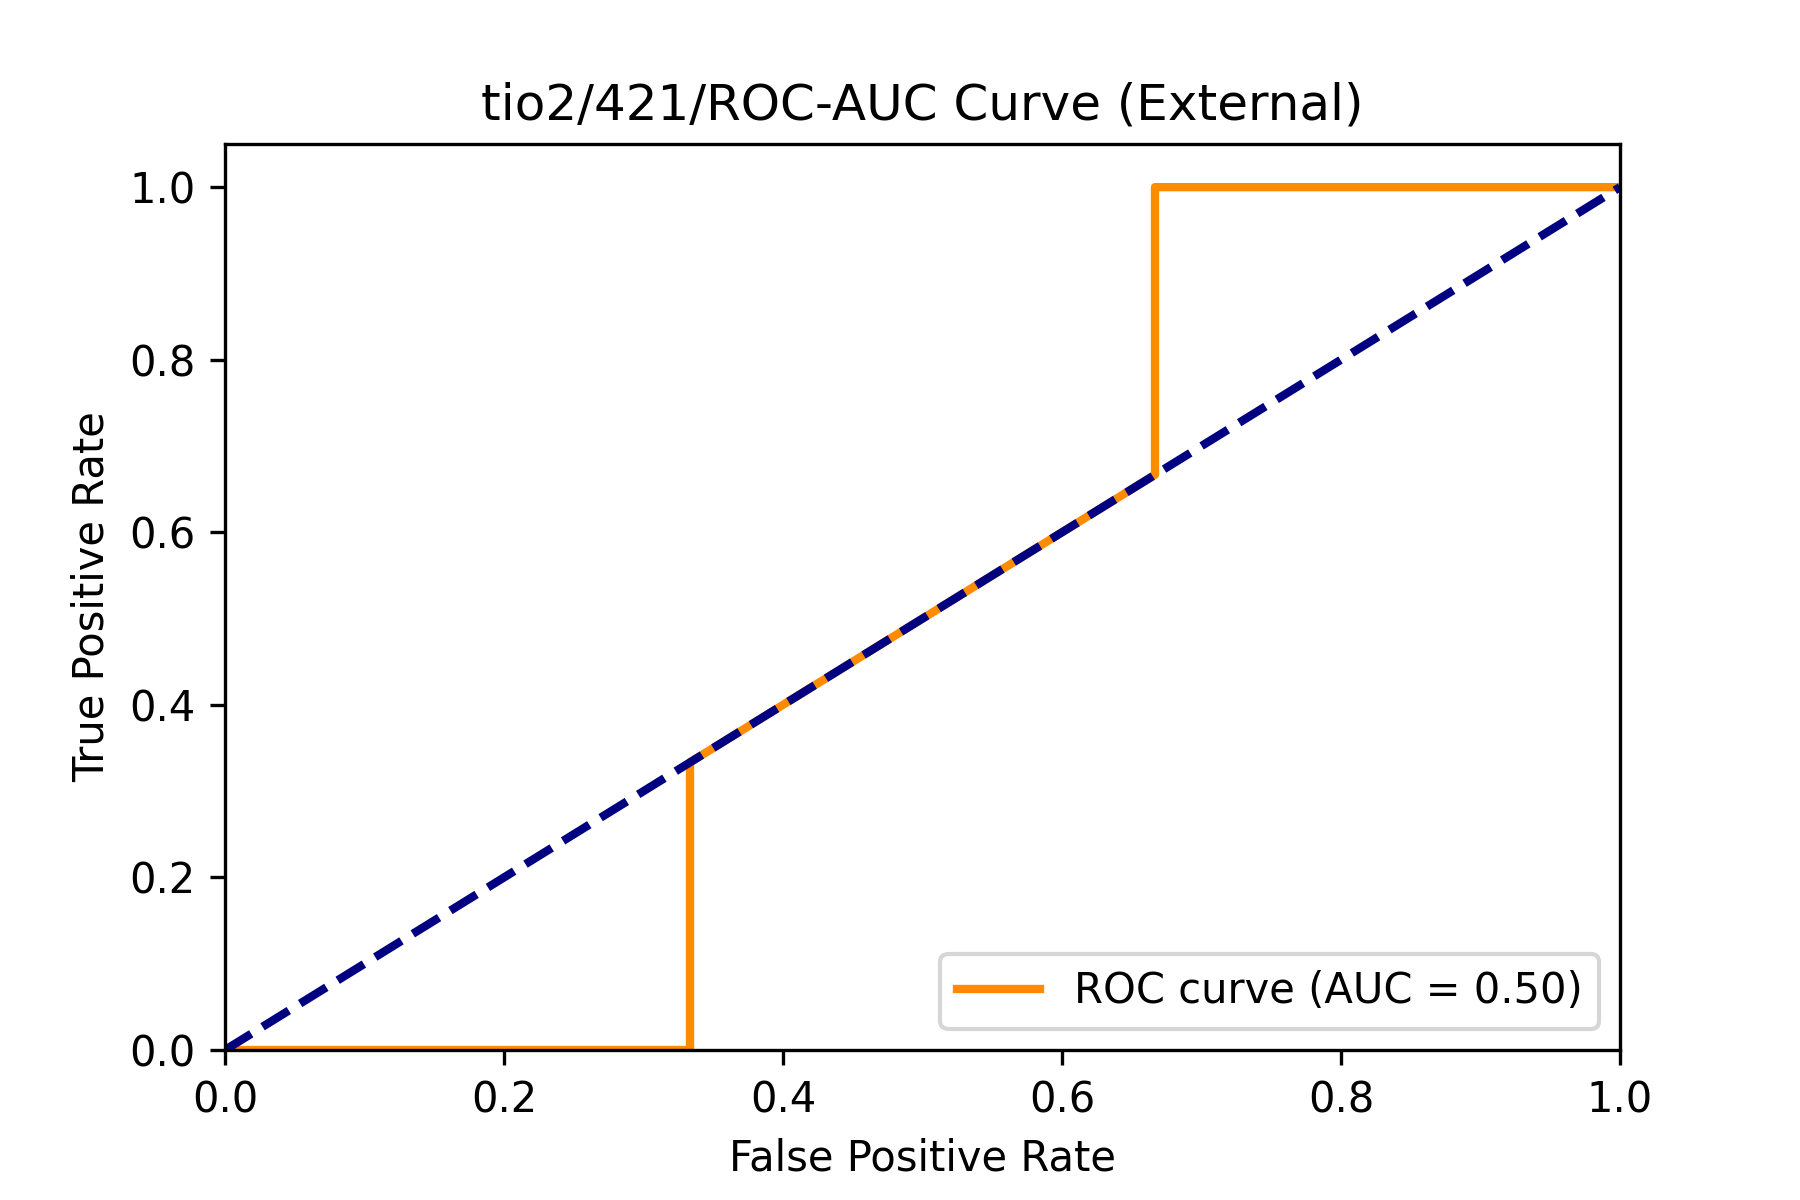 tio2/421/ROC-AUC Curve (External)
1.0
0.8
0.6
0.4
0.2
0.0
True Positive Rate
ROC curve (AUC = 0.50)
0.0 0.2 0.4 0.6 0.8 1.0
False Positive Rate